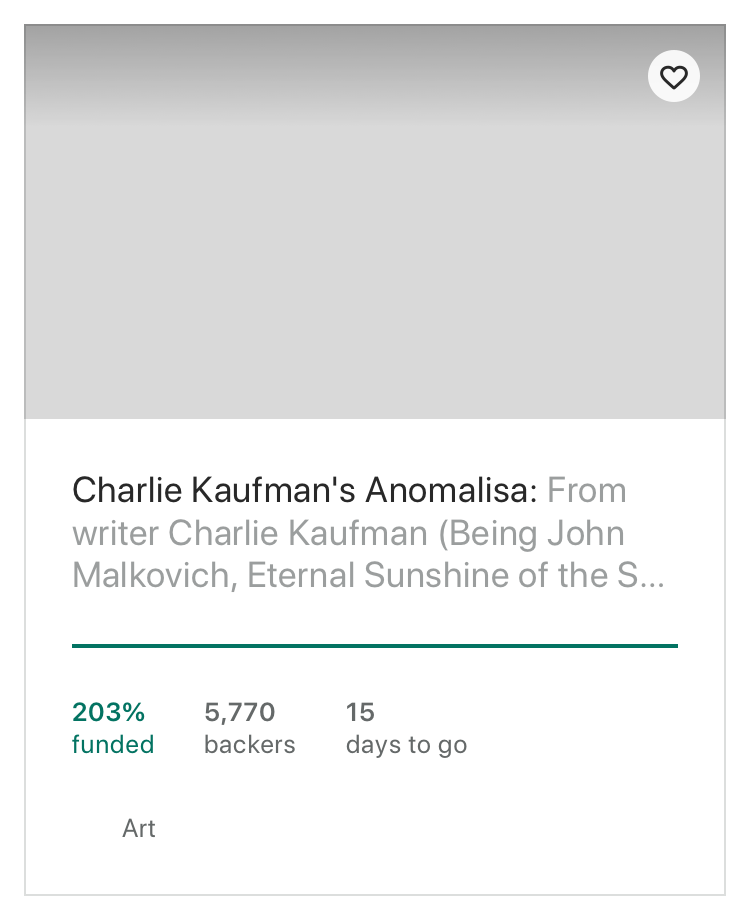 Charlie Kaufman's Anomalisa: From
writer Charlie Kaufman (Being John
Malkovich, Eternal Sunshine of the S...
203% 5,770 15
funded backers days to go
Art